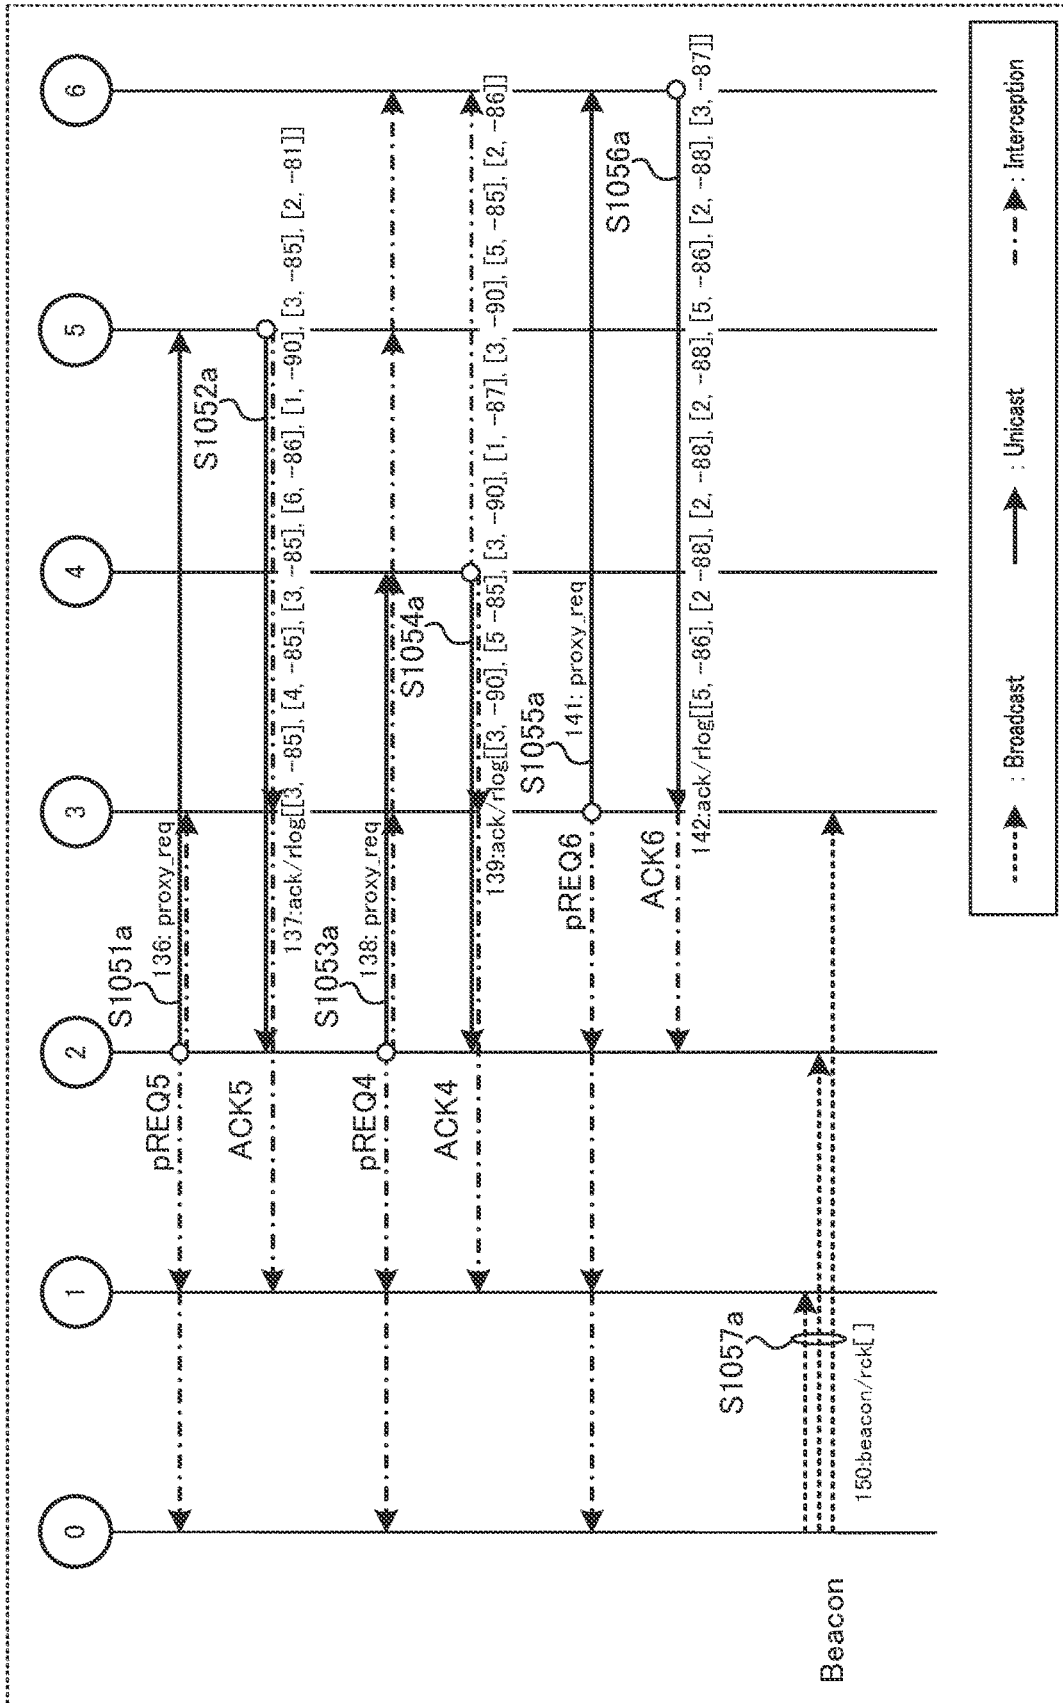 0
1
2
3
4
5
6
S1051a
136: proxy_req
pREQ5
S1052a
ACK5
137:ack/rlog[[3, -85], [4, -85], [3, -85], [6, -86], [1, -90], [3, -85], [2, -81]]
S1053a
138: proxy_req
pREQ4
S1054a
ACK4
139:ack/rlog[[3, -90], [5 -85], [3, -90], [1, -87], [3, -90], [5, -85], [2, -86]]
S1055a
141: proxy_req
pREQ6
S1056a
ACK6
142:ack/rlog[[5, -86], [2 -88], [2, -88], [2, -88], [5, -86], [2, -88], [3, -87]]
S1057a
150:beacon/rck[ ]
Beacon
: Broadcast
: Unicast
: Interception